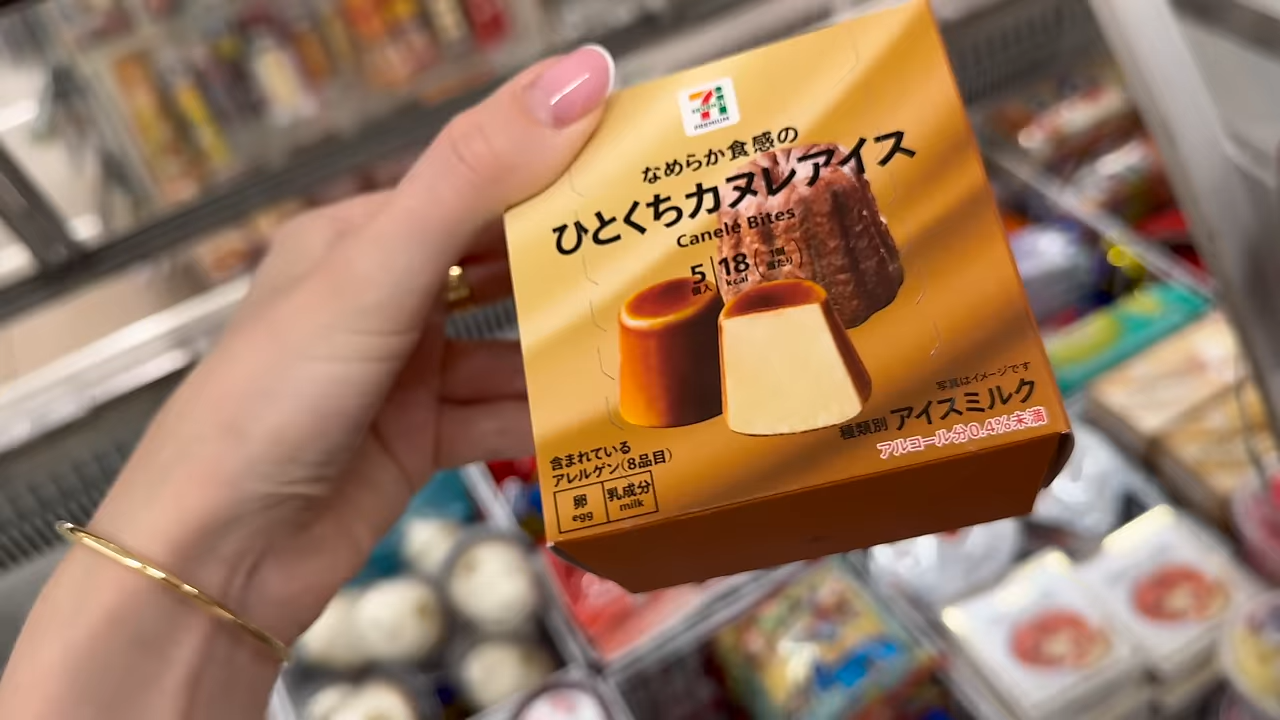 7i
SEVEN
PREMIUM
なめらか食感の
ひとくちカヌレアイス
Canelé Bites
5個入 18kcal (1個当たり)
写真はイメージです
種類別 アイスミルク
アルコール分0.4%未満
含まれている
アレルゲン(8品目)
卵 乳成分
egg milk